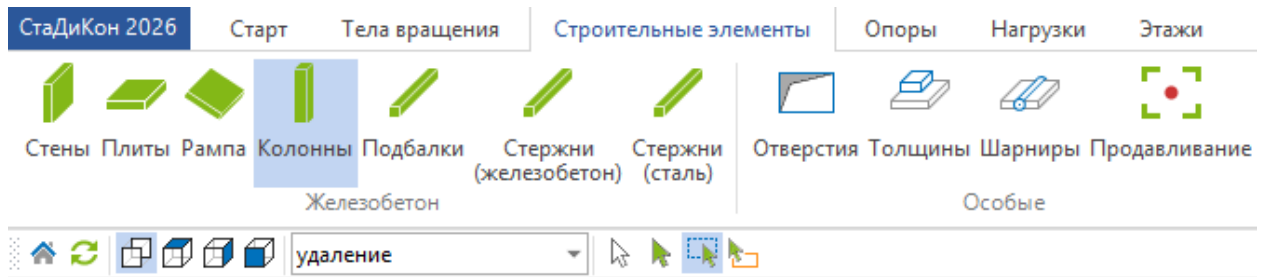 СтаДиКон 2026 Старт Тела вращения Строительные элементы Опоры Нагрузки Этажи
Стены Плиты Рампа Колонны Подбалки Стержни (железобетон) Стержни (сталь) Отверстия Толщины Шарниры Продавливание
Железобетон Особые
удаление